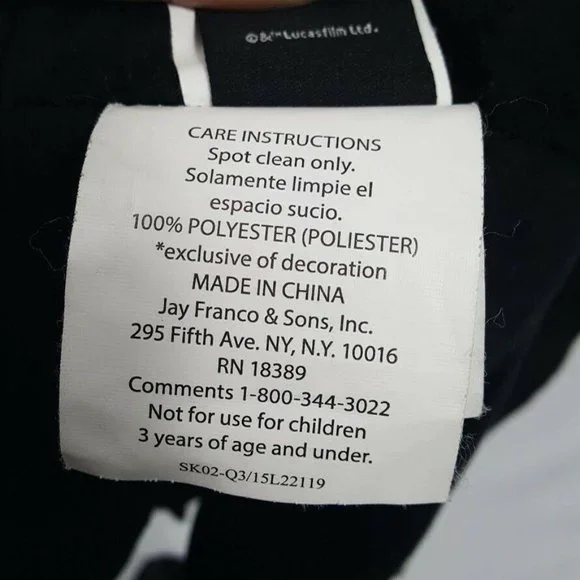 ©&™Lucasfilm Ltd.
CARE INSTRUCTIONS
Spot clean only.
Solamente limpie el
espacio sucio.
100% POLYESTER (POLIESTER)
*exclusive of decoration
MADE IN CHINA
Jay Franco & Sons, Inc.
295 Fifth Ave. NY, N.Y. 10016
RN 18389
Comments 1-800-344-3022
Not for use for children
3 years of age and under.
SK02-Q3/15L22119